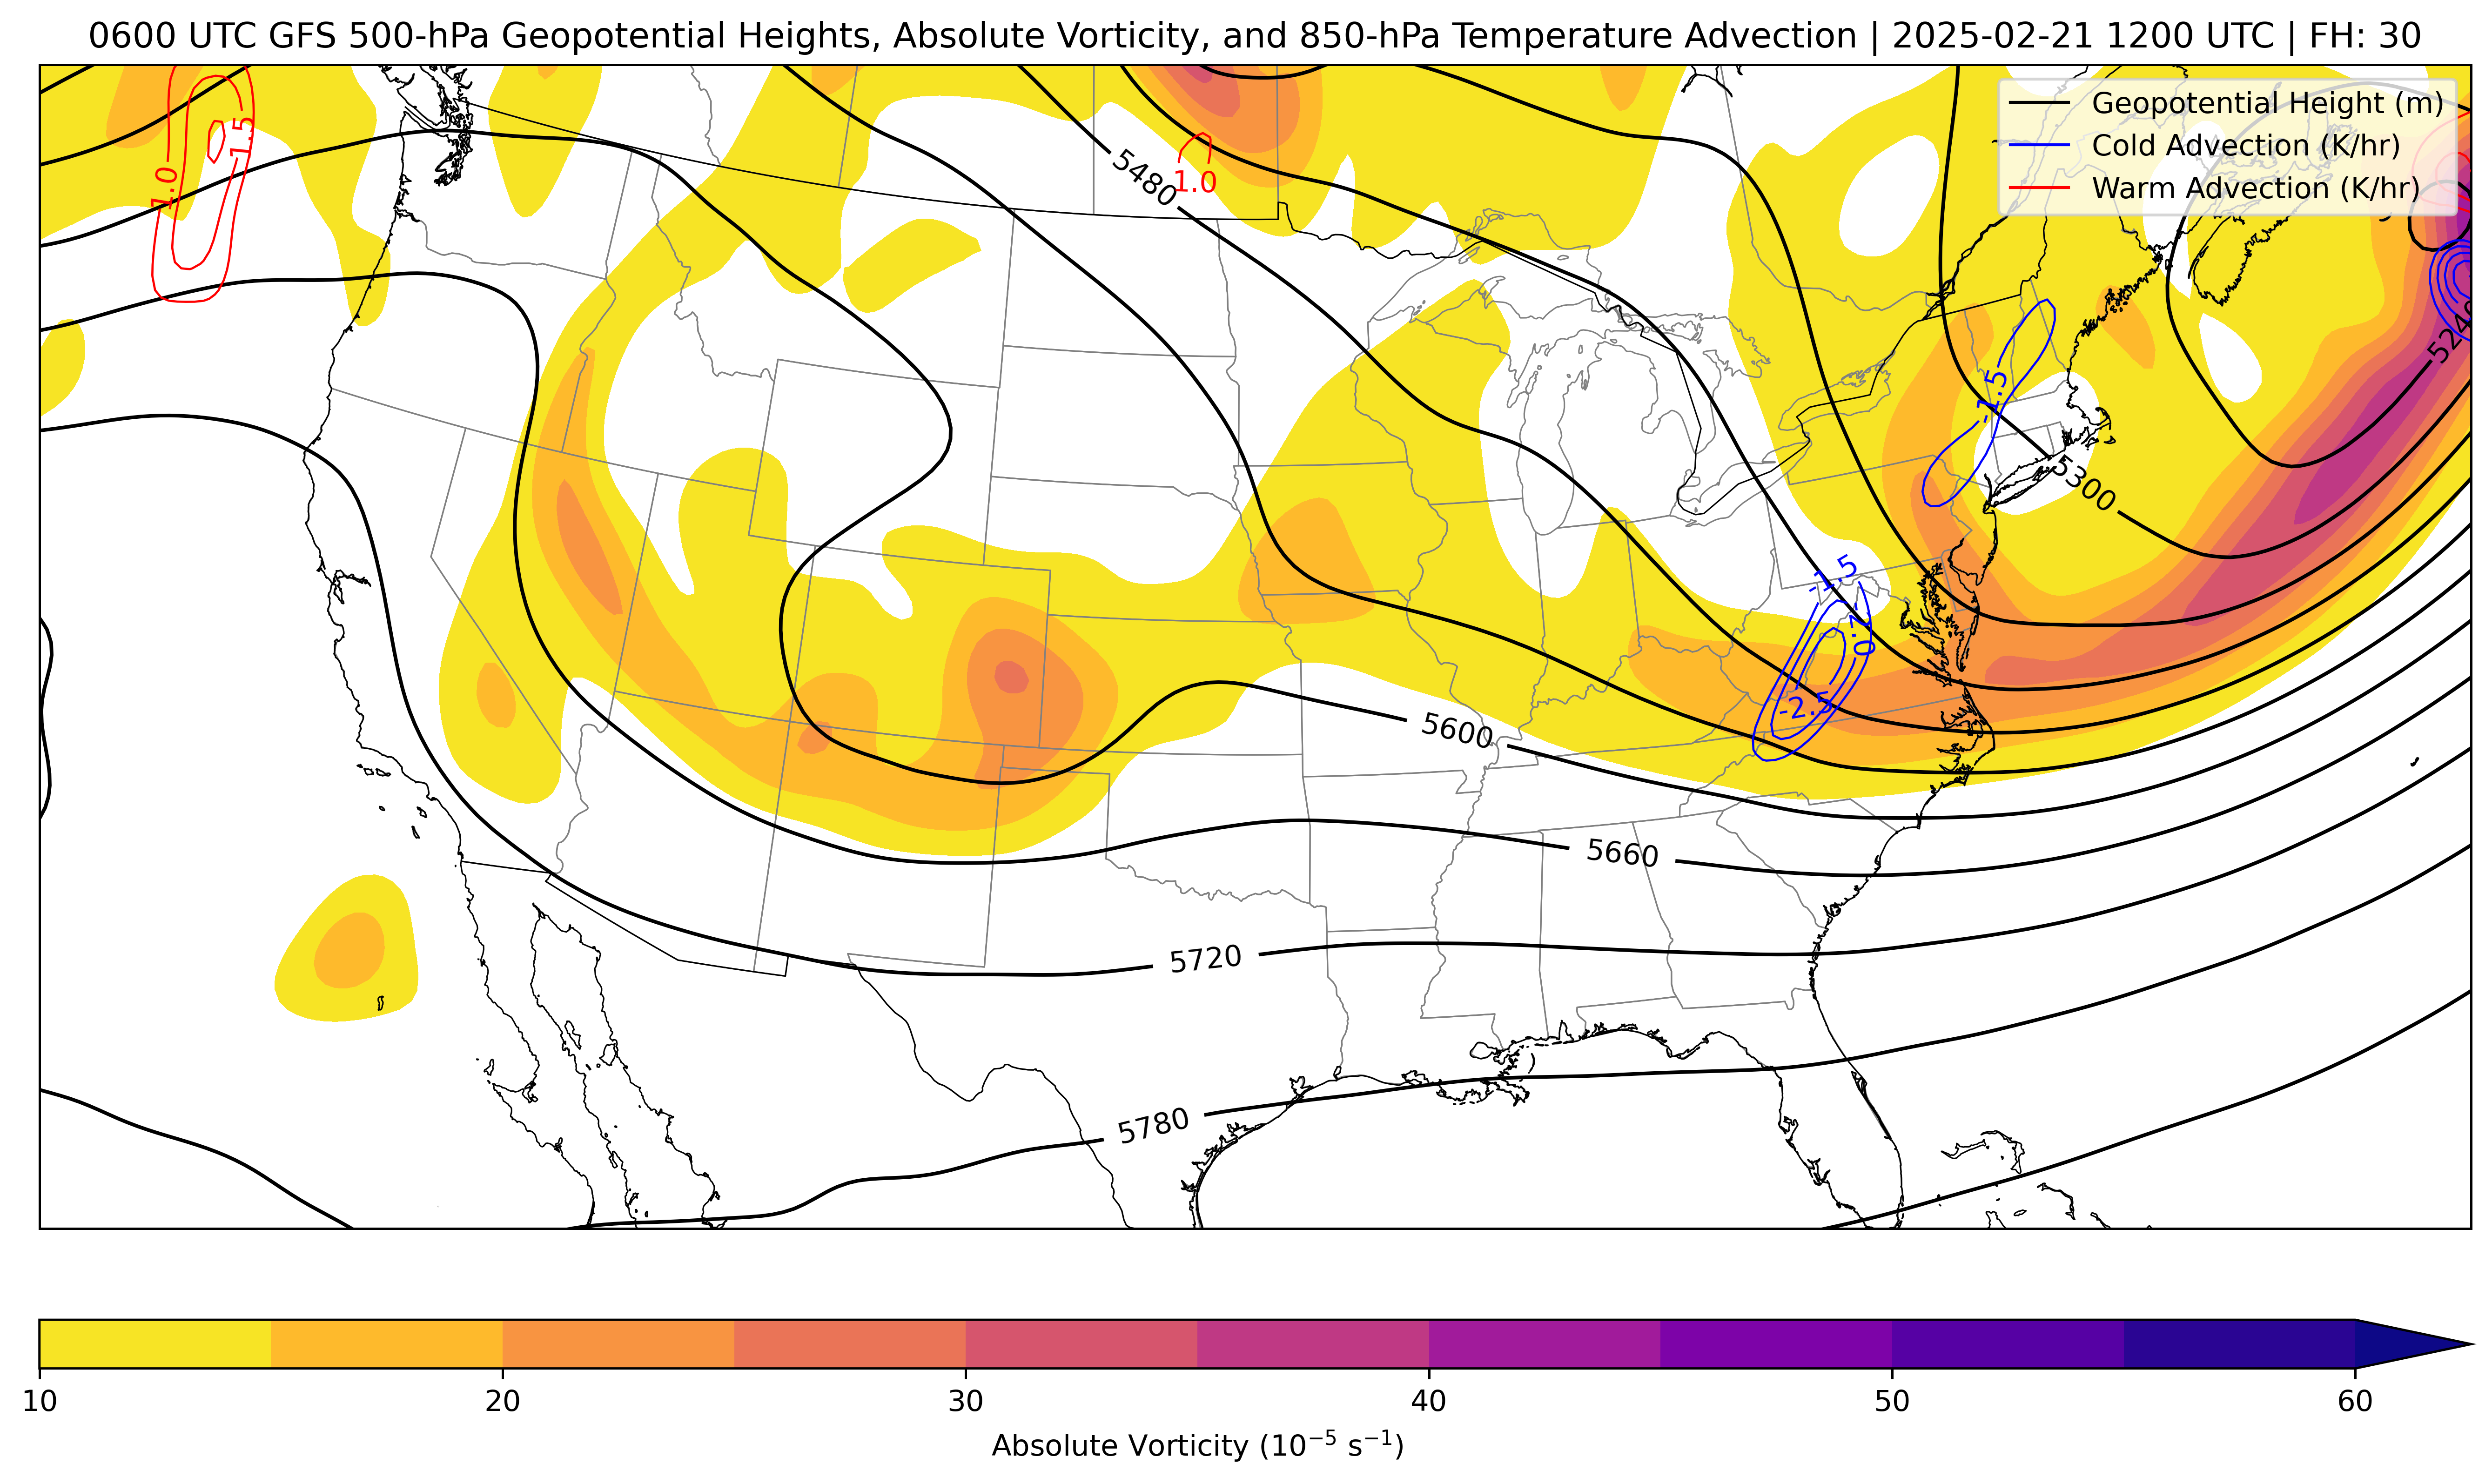 0600 UTC GFS 500-hPa Geopotential Heights, Absolute Vorticity, and 850-hPa Temperature Advection | 2025-02-21 1200 UTC | FH: 30
Geopotential Height (m)
Cold Advection (K/hr)
Warm Advection (K/hr)
1.5
1.0
5480
1.0
5240
-1.5
5300
-1.5
-2.0
-2.5
5600
5660
5720
5780
10 20 30 40 50 60
Absolute Vorticity (10⁻⁵ s⁻¹)